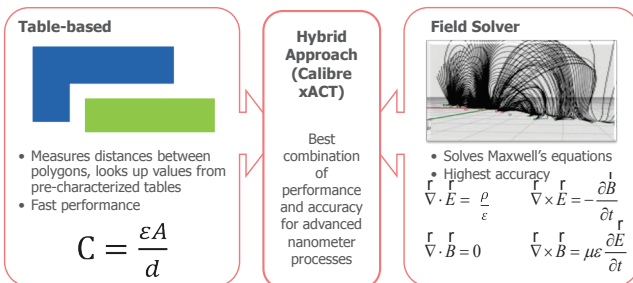 Table-based
• Measures distances between
polygons, looks up values from
pre-characterized tables
• Fast performance
C = εA/d
Hybrid
Approach
(Calibre
xACT)
Best
combination
of
performance
and accuracy
for advanced
nanometer
processes
Field Solver
• Solves Maxwell's equations
• Highest accuracy
r r
∇ · E = ρ/ε
r r
∇ × E = − ∂B/∂t
r r
∇ · B = 0
r r
∇ × B = με ∂E/∂t
r